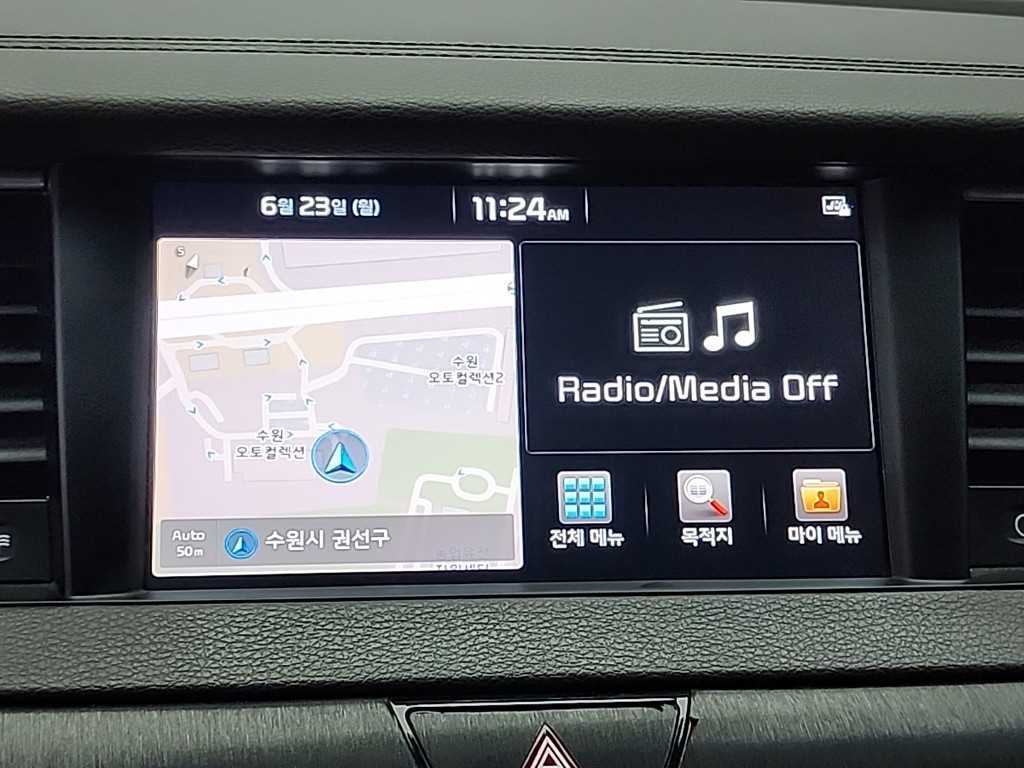 6월 23일 (월)
11:24 AM
S
수원
오토컬렉션2
수원
오토컬렉션
Auto
50m
수원시 권선구
Radio/Media Off
전체 메뉴
목적지
마이 메뉴